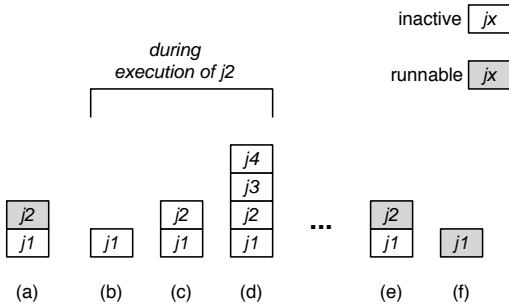 inactive jx
during
execution of j2
runnable jx
j4
j3
j2 j2 j2 j2
j1 j1 j1 j1 j1 j1
...
(a) (b) (c) (d) (e) (f)